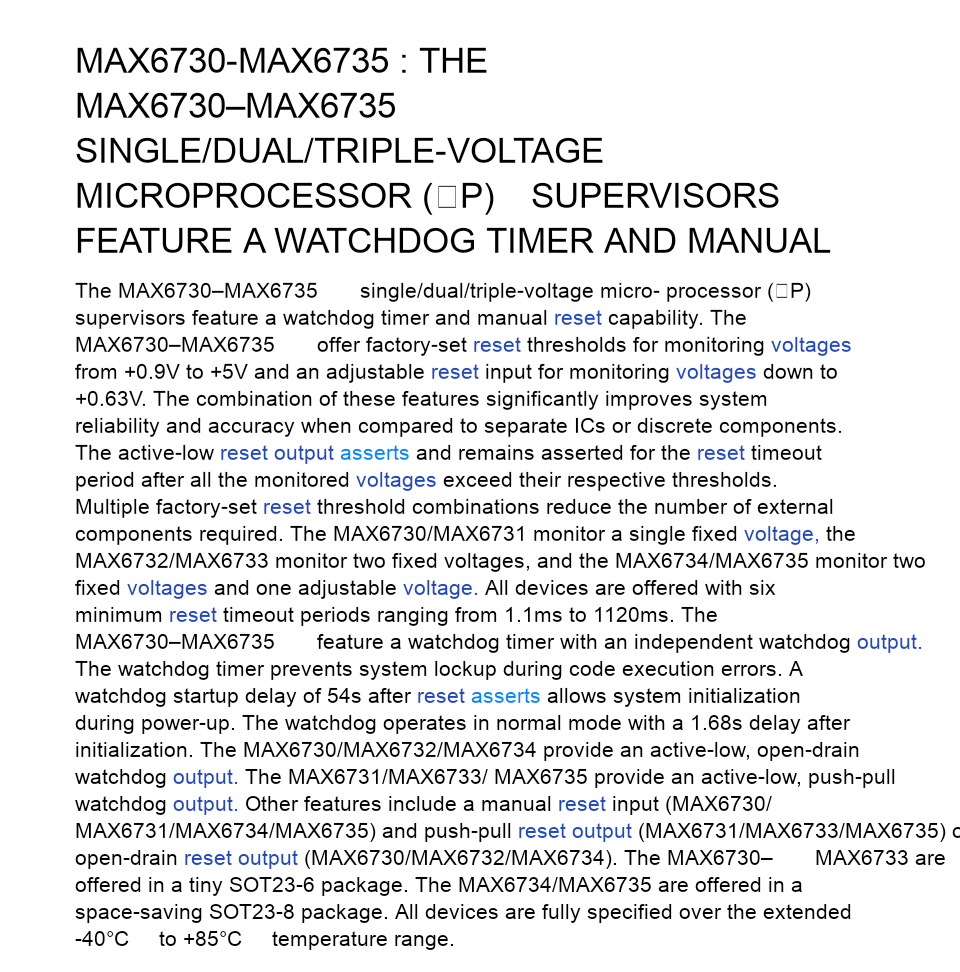 MAX6730-MAX6735 : THE
MAX6730–MAX6735
SINGLE/DUAL/TRIPLE-VOLTAGE
MICROPROCESSOR (□P) SUPERVISORS
FEATURE A WATCHDOG TIMER AND MANUAL
The MAX6730–MAX6735 single/dual/triple-voltage micro- processor (□P)
supervisors feature a watchdog timer and manual reset capability. The
MAX6730–MAX6735 offer factory-set reset thresholds for monitoring voltages
from +0.9V to +5V and an adjustable reset input for monitoring voltages down to
+0.63V. The combination of these features significantly improves system
reliability and accuracy when compared to separate ICs or discrete components.
The active-low reset output asserts and remains asserted for the reset timeout
period after all the monitored voltages exceed their respective thresholds.
Multiple factory-set reset threshold combinations reduce the number of external
components required. The MAX6730/MAX6731 monitor a single fixed voltage, the
MAX6732/MAX6733 monitor two fixed voltages, and the MAX6734/MAX6735 monitor two
fixed voltages and one adjustable voltage. All devices are offered with six
minimum reset timeout periods ranging from 1.1ms to 1120ms. The
MAX6730–MAX6735 feature a watchdog timer with an independent watchdog output.
The watchdog timer prevents system lockup during code execution errors. A
watchdog startup delay of 54s after reset asserts allows system initialization
during power-up. The watchdog operates in normal mode with a 1.68s delay after
initialization. The MAX6730/MAX6732/MAX6734 provide an active-low, open-drain
watchdog output. The MAX6731/MAX6733/ MAX6735 provide an active-low, push-pull
watchdog output. Other features include a manual reset input (MAX6730/
MAX6731/MAX6734/MAX6735) and push-pull reset output (MAX6731/MAX6733/MAX6735)
open-drain reset output (MAX6730/MAX6732/MAX6734). The MAX6730– MAX6733 are
offered in a tiny SOT23-6 package. The MAX6734/MAX6735 are offered in a
space-saving SOT23-8 package. All devices are fully specified over the extended
-40°C to +85°C temperature range.